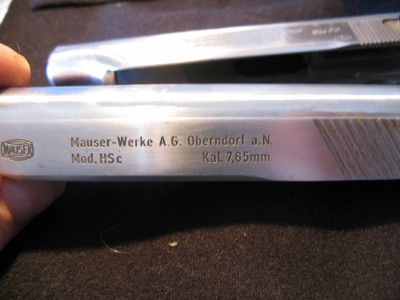 MAUSER
Mauser-Werke A.G. Oberndorf a.N.
Mod. HSc Kal. 7,65mm